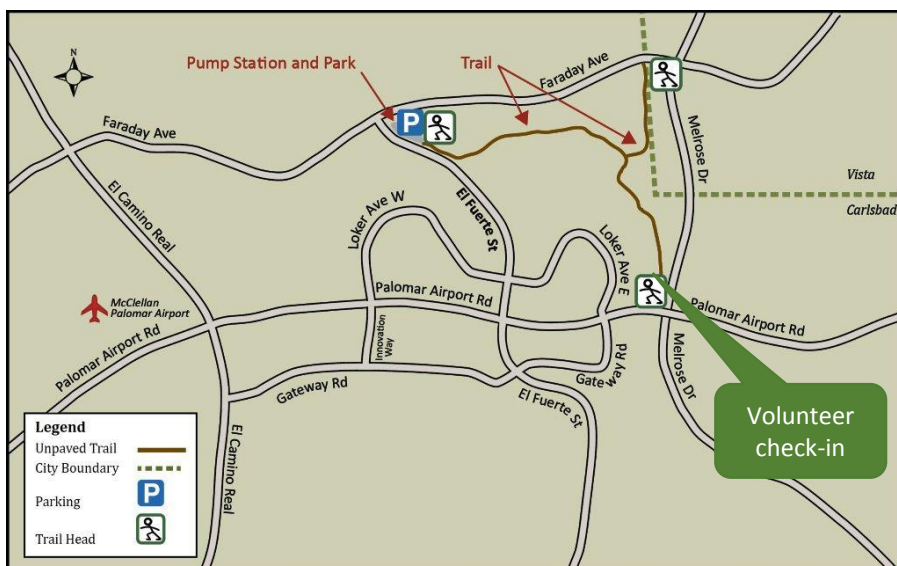 N
Pump Station and Park
Trail
Faraday Ave
Faraday Ave
Melrose Dr
Vista
Carlsbad
El Camino Real
Loker Ave W
El Fuerte St
Loker Ave E
McClellan
Palomar Airport
Palomar Airport Rd
Palomar Airport Rd
Palomar Airport Rd
Innovation
Way
Gateway Rd
Gateway Rd
El Fuerte St
Melrose Dr
El Camino Real
Volunteer
check-in
Legend
Unpaved Trail
City Boundary
Parking
P
Trail Head
P